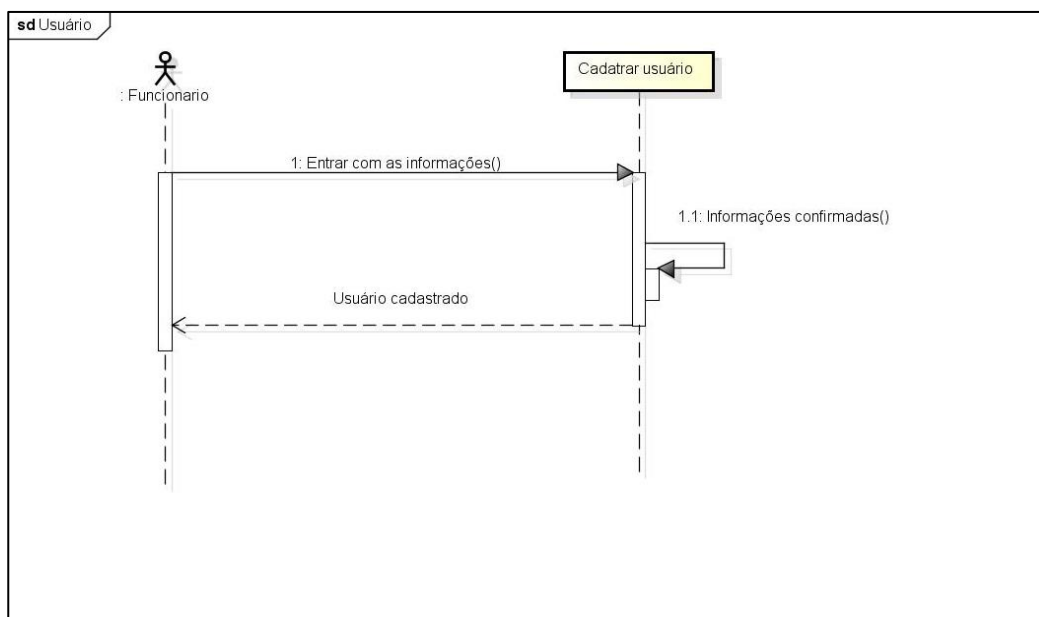 sd Usuário
: Funcionario
Cadatrar usuário
1: Entrar com as informações()
1.1: Informações confirmadas()
Usuário cadastrado